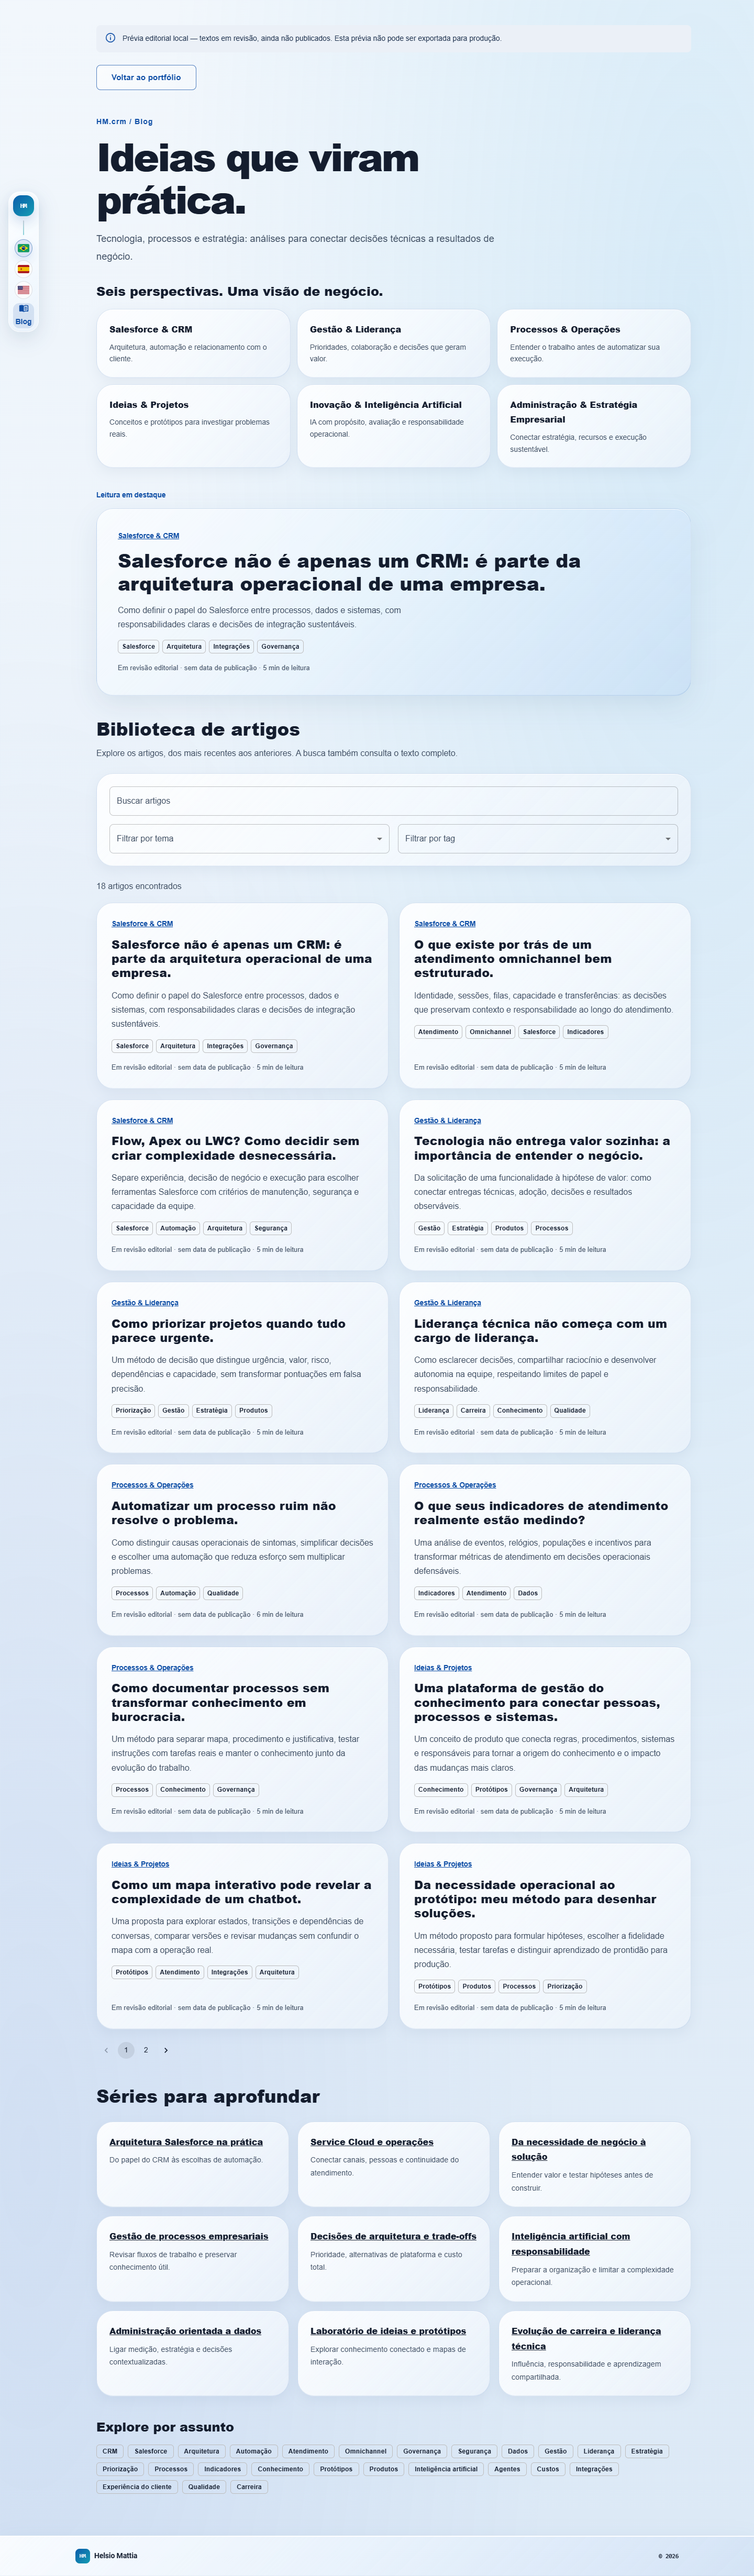 Prévia editorial local — textos em revisão, ainda não publicados. Esta prévia não pode ser exportada para produção.
Voltar ao portfólio
HM.crm / Blog
Ideias que viram
prática.
HM
Blog
Tecnologia, processos e estratégia: análises para conectar decisões técnicas a resultados de
negócio.
Seis perspectivas. Uma visão de negócio.
Salesforce & CRM
Arquitetura, automação e relacionamento com o
cliente.
Gestão & Liderança
Prioridades, colaboração e decisões que geram
valor.
Processos & Operações
Entender o trabalho antes de automatizar sua
execução.
Ideias & Projetos
Conceitos e protótipos para investigar problemas
reais.
Inovação & Inteligência Artificial
IA com propósito, avaliação e responsabilidade
operacional.
Administração & Estratégia
Empresarial
Conectar estratégia, recursos e execução
sustentável.
Leitura em destaque
Salesforce & CRM
Salesforce não é apenas um CRM: é parte da
arquitetura operacional de uma empresa.
Como definir o papel do Salesforce entre processos, dados e sistemas, com
responsabilidades claras e decisões de integração sustentáveis.
Salesforce Arquitetura Integrações Governança
Em revisão editorial · sem data de publicação · 5 min de leitura
Biblioteca de artigos
Explore os artigos, dos mais recentes aos anteriores. A busca também consulta o texto completo.
Buscar artigos
Filtrar por tema
Filtrar por tag
18 artigos encontrados
Salesforce & CRM
Salesforce não é apenas um CRM: é
parte da arquitetura operacional de uma
empresa.
Como definir o papel do Salesforce entre processos, dados e
sistemas, com responsabilidades claras e decisões de integração
sustentáveis.
Salesforce Arquitetura Integrações Governança
Em revisão editorial · sem data de publicação · 5 min de leitura
Salesforce & CRM
O que existe por trás de um
atendimento omnichannel bem
estruturado.
Identidade, sessões, filas, capacidade e transferências: as decisões
que preservam contexto e responsabilidade ao longo do atendimento.
Atendimento Omnichannel Salesforce Indicadores
Em revisão editorial · sem data de publicação · 5 min de leitura
Salesforce & CRM
Flow, Apex ou LWC? Como decidir sem
criar complexidade desnecessária.
Separe experiência, decisão de negócio e execução para escolher
ferramentas Salesforce com critérios de manutenção, segurança e
capacidade da equipe.
Salesforce Automação Arquitetura Segurança
Em revisão editorial · sem data de publicação · 5 min de leitura
Gestão & Liderança
Tecnologia não entrega valor sozinha: a
importância de entender o negócio.
Da solicitação de uma funcionalidade à hipótese de valor: como
conectar entregas técnicas, adoção, decisões e resultados
observáveis.
Gestão Estratégia Produtos Processos
Em revisão editorial · sem data de publicação · 5 min de leitura
Gestão & Liderança
Como priorizar projetos quando tudo
parece urgente.
Um método de decisão que distingue urgência, valor, risco,
dependências e capacidade, sem transformar pontuações em falsa
precisão.
Priorização Gestão Estratégia Produtos
Em revisão editorial · sem data de publicação · 5 min de leitura
Gestão & Liderança
Liderança técnica não começa com um
cargo de liderança.
Como esclarecer decisões, compartilhar raciocínio e desenvolver
autonomia na equipe, respeitando limites de papel e
responsabilidade.
Liderança Carreira Conhecimento Qualidade
Em revisão editorial · sem data de publicação · 5 min de leitura
Processos & Operações
Automatizar um processo ruim não
resolve o problema.
Como distinguir causas operacionais de sintomas, simplificar decisões
e escolher uma automação que reduza esforço sem multiplicar
problemas.
Processos Automação Qualidade
Em revisão editorial · sem data de publicação · 6 min de leitura
Processos & Operações
O que seus indicadores de atendimento
realmente estão medindo?
Uma análise de eventos, relógios, populações e incentivos para
transformar métricas de atendimento em decisões operacionais
defensáveis.
Indicadores Atendimento Dados
Em revisão editorial · sem data de publicação · 5 min de leitura
Processos & Operações
Como documentar processos sem
transformar conhecimento em
burocracia.
Um método para separar mapa, procedimento e justificativa, testar
instruções com tarefas reais e manter o conhecimento junto da
evolução do trabalho.
Processos Conhecimento Governança
Em revisão editorial · sem data de publicação · 5 min de leitura
Ideias & Projetos
Uma plataforma de gestão do
conhecimento para conectar pessoas,
processos e sistemas.
Um conceito de produto que conecta regras, procedimentos, sistemas
e responsáveis para tornar a origem do conhecimento e o impacto
das mudanças mais claros.
Conhecimento Protótipos Governança Arquitetura
Em revisão editorial · sem data de publicação · 5 min de leitura
Ideias & Projetos
Como um mapa interativo pode revelar a
complexidade de um chatbot.
Uma proposta para explorar estados, transições e dependências de
conversas, comparar versões e revisar mudanças sem confundir o
mapa com a operação real.
Protótipos Atendimento Integrações Arquitetura
Em revisão editorial · sem data de publicação · 5 min de leitura
Ideias & Projetos
Da necessidade operacional ao
protótipo: meu método para desenhar
soluções.
Um método proposto para formular hipóteses, escolher a fidelidade
necessária, testar tarefas e distinguir aprendizado de prontidão para
produção.
Protótipos Produtos Processos Priorização
Em revisão editorial · sem data de publicação · 5 min de leitura
1 2
Séries para aprofundar
Arquitetura Salesforce na prática
Do papel do CRM às escolhas de automação.
Service Cloud e operações
Conectar canais, pessoas e continuidade do
atendimento.
Da necessidade de negócio à
solução
Entender valor e testar hipóteses antes de
construir.
Gestão de processos empresariais
Revisar fluxos de trabalho e preservar
conhecimento útil.
Decisões de arquitetura e trade-offs
Prioridade, alternativas de plataforma e custo
total.
Inteligência artificial com
responsabilidade
Preparar a organização e limitar a complexidade
operacional.
Administração orientada a dados
Ligar medição, estratégia e decisões
contextualizadas.
Laboratório de ideias e protótipos
Explorar conhecimento conectado e mapas de
interação.
Evolução de carreira e liderança
técnica
Influência, responsabilidade e aprendizagem
compartilhada.
Explore por assunto
CRM Salesforce Arquitetura Automação Atendimento Omnichannel Governança Segurança Dados Gestão Liderança Estratégia
Priorização Processos Indicadores Conhecimento Protótipos Produtos Inteligência artificial Agentes Custos Integrações
Experiência do cliente Qualidade Carreira
HM Helsio Mattia
© 2026